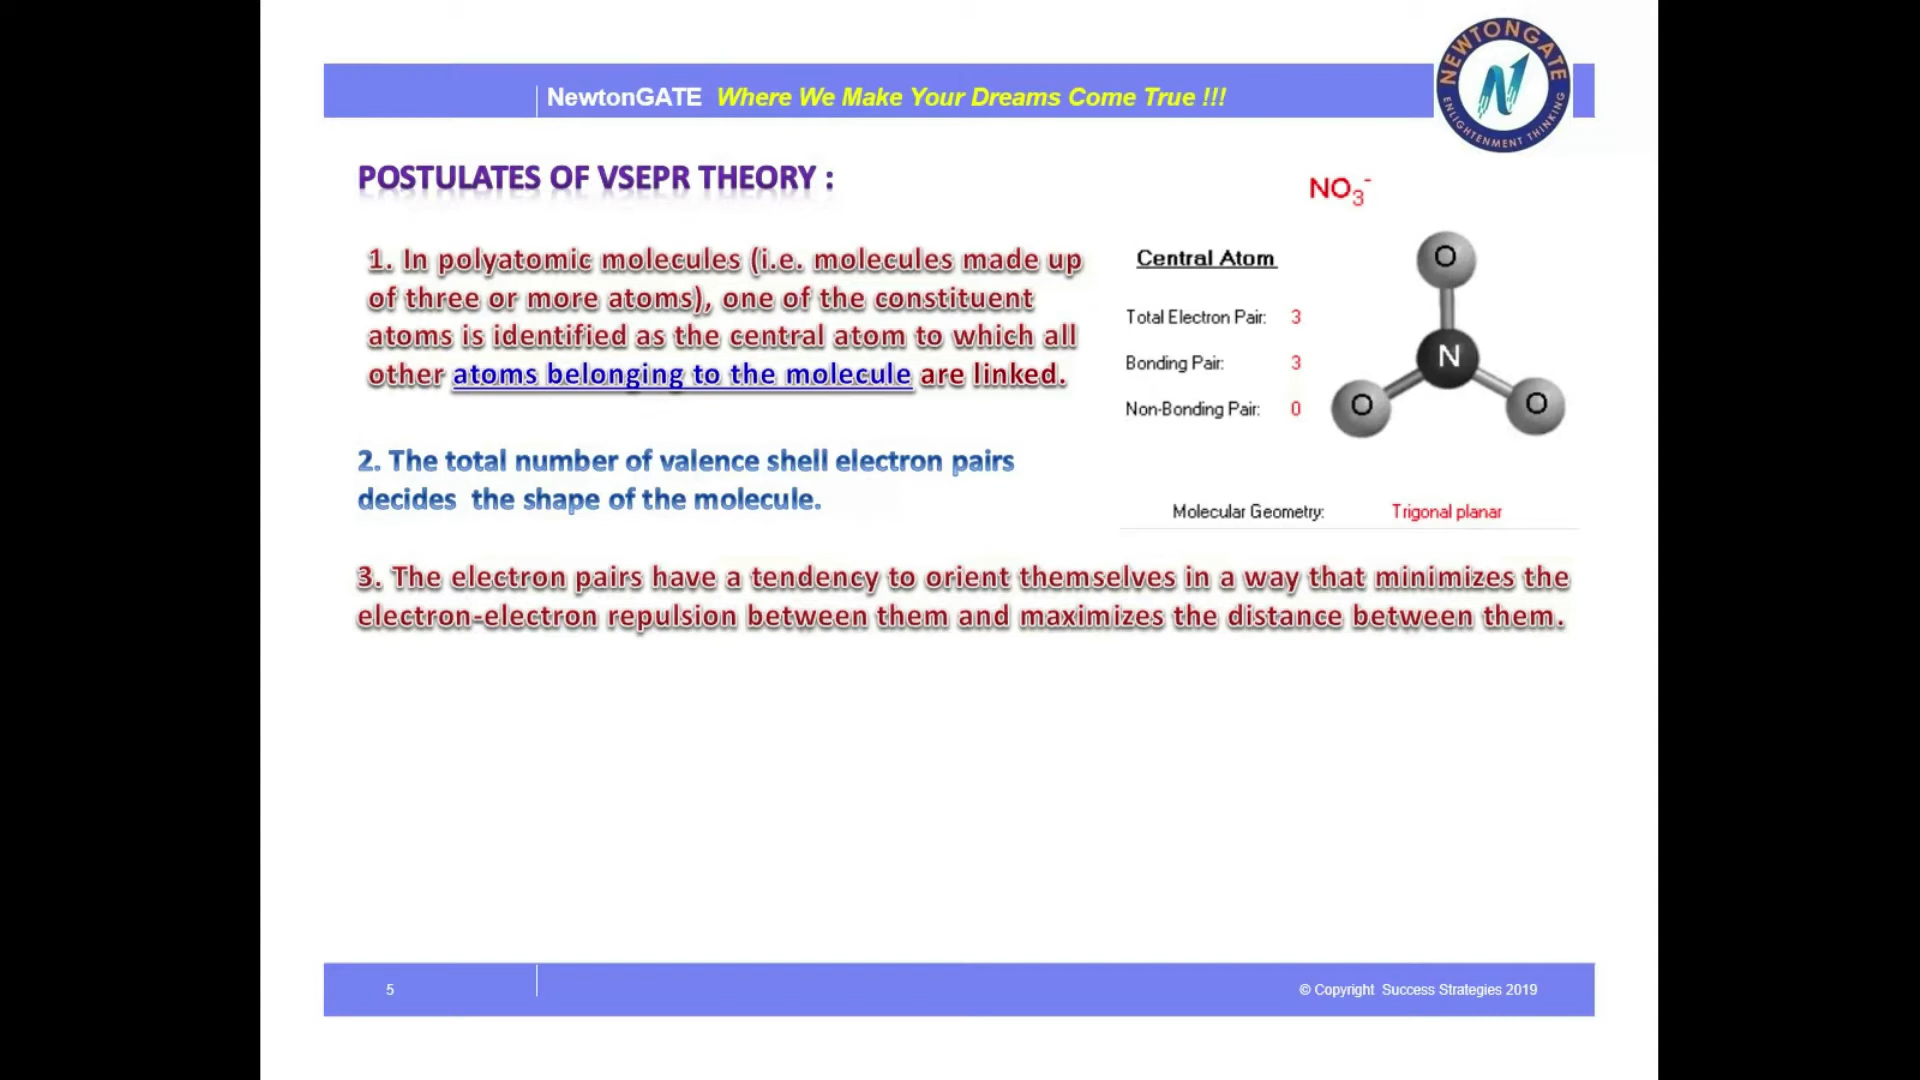 NEWTONGATE
ENLIGHTENMENT THINKING
NewtonGATE Where We Make Your Dreams Come True !!!
POSTULATES OF VSEPR THEORY :
1. In polyatomic molecules (i.e. molecules made up
of three or more atoms), one of the constituent
atoms is identified as the central atom to which all
other atoms belonging to the molecule are linked.
2. The total number of valence shell electron pairs
decides the shape of the molecule.
NO3-
Central Atom
Total Electron Pair: 3
Bonding Pair: 3
Non-Bonding Pair: 0
O
N
O
O
Molecular Geometry: Trigonal planar
3. The electron pairs have a tendency to orient themselves in a way that minimizes the
electron-electron repulsion between them and maximizes the distance between them.
5
© Copyright Success Strategies 2019